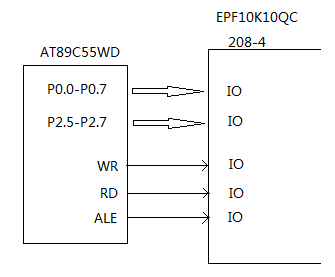 EPF10K10QC
AT89C55WD
208-4
P0.0-P0.7
IO
P2.5-P2.7
IO
WR
IO
RD
IO
ALE
IO